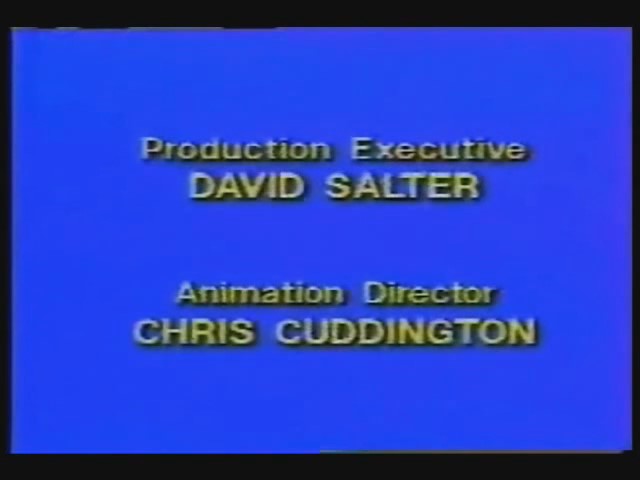 Production Executive
DAVID SALTER
Animation Director
CHRIS CUDDINGTON